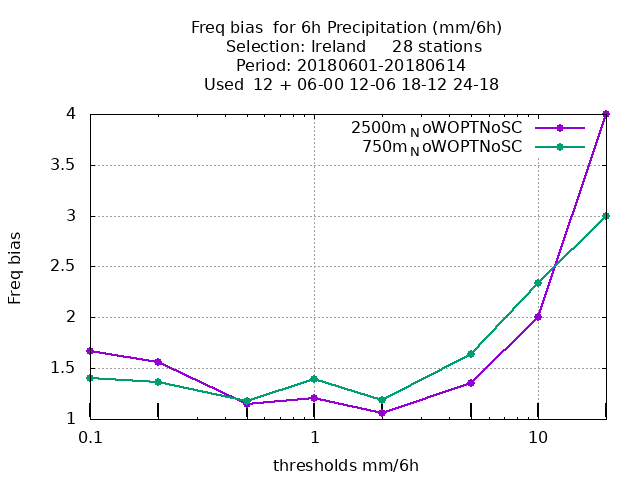 Freq bias  for 6h Precipitation (mm/6h)
Selection: Ireland     28 stations
Period: 20180601-20180614
Used  12 + 06-00 12-06 18-12 24-18
2500m_NoWOPTNoSC
750m_NoWOPTNoSC
4
3.5
3
2.5
2
1.5
1
Freq bias
0.1
1
10
thresholds mm/6h